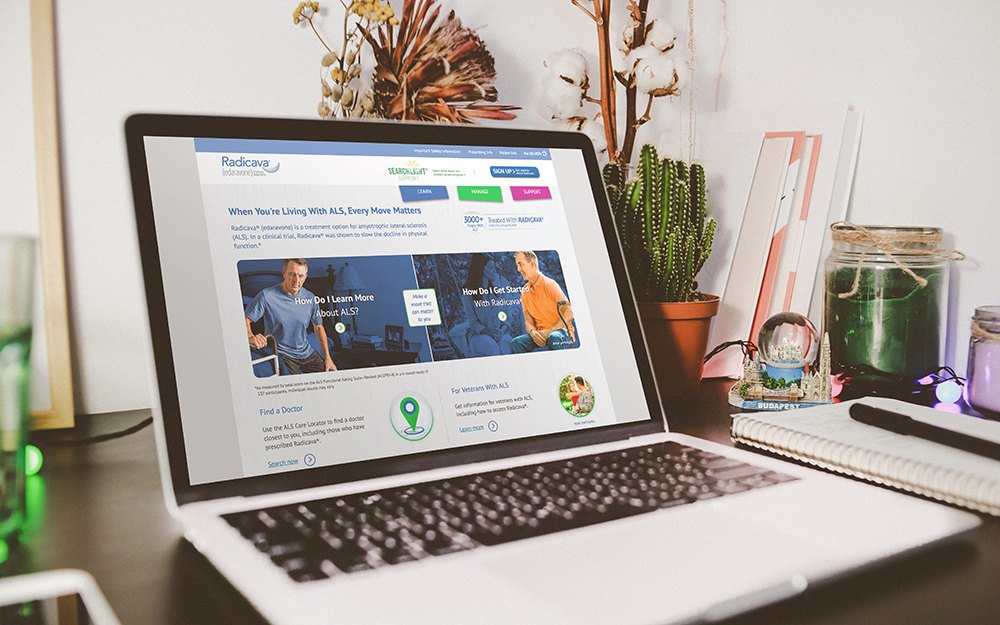 Important Safety Information Prescribing Info Patient Info For US HCPs
Radicava®
(edaravone)
SEARCHLIGHT
SUPPORT
SIGN UP
LEARN
MANAGE
SUPPORT
When You're Living With ALS, Every Move Matters
Radicava® (edaravone) is a treatment option for amyotrophic lateral sclerosis
(ALS). In a clinical trial, Radicava® was shown to slow the decline in physical
function.*
3000+
Treated With RADICAVA®
How Do I Learn More
About ALS?
Make a
move that
can matter
to you
How Do I Get Started
With Radicava®
*As measured by total score on the ALS Functional Rating Scale-Revised (ALSFRS-R) in a 6-month study of
137 participants. Individual results may vary.
Find a Doctor
Use the ALS Care Locator to find a doctor
closest to you, including those who have
prescribed Radicava®.
Search now
For Veterans With ALS
Get information for veterans with ALS,
including how to access Radicava®.
Learn more
BUDAPEST